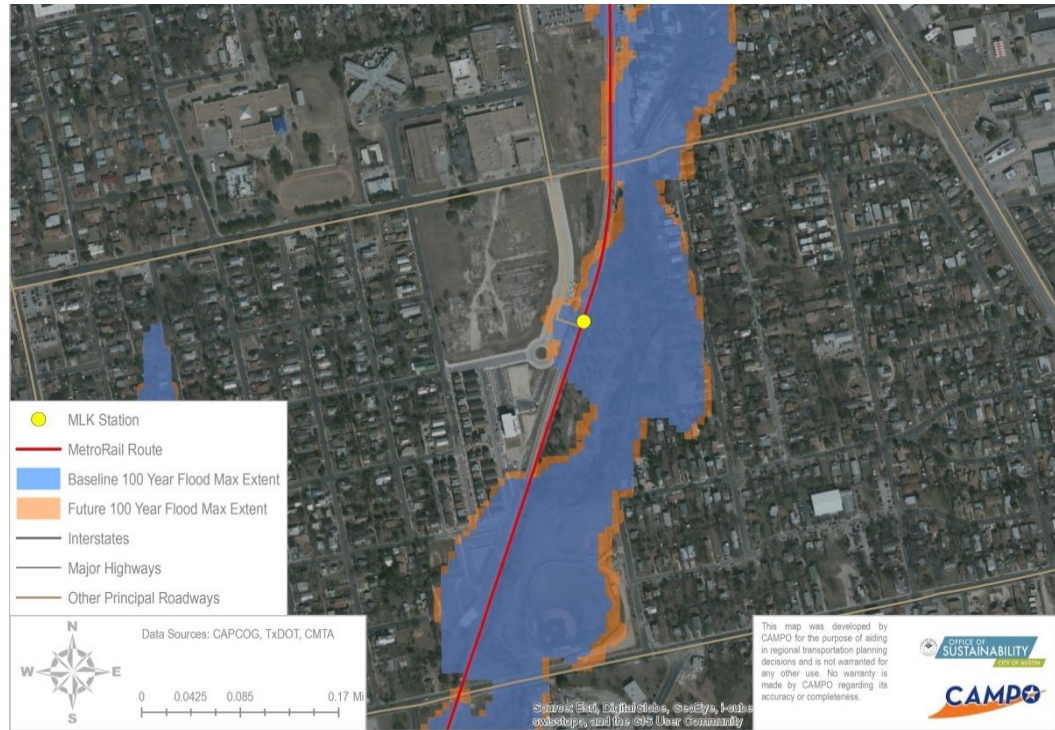 MLK Station
MetroRail Route
Baseline 100 Year Flood Max Extent
Future 100 Year Flood Max Extent
Interstates
Major Highways
Other Principal Roadways
N
W E
S
Data Sources: CAPCOG, TxDOT, CMTA
0 0.0425 0.085 0.17 Mi
This map was developed by
CAMPO for the purpose of aiding
in regional transportation planning
decisions and is not warranted for
any other use. No warranty is
made by CAMPO regarding its
accuracy or completeness.
OFFICE OF
SUSTAINABILITY
CITY OF AUSTIN
CAMPO
Source: Esri, DigitalGlobe, GeoEye, i-cube
swisstopo, and the GIS User Community